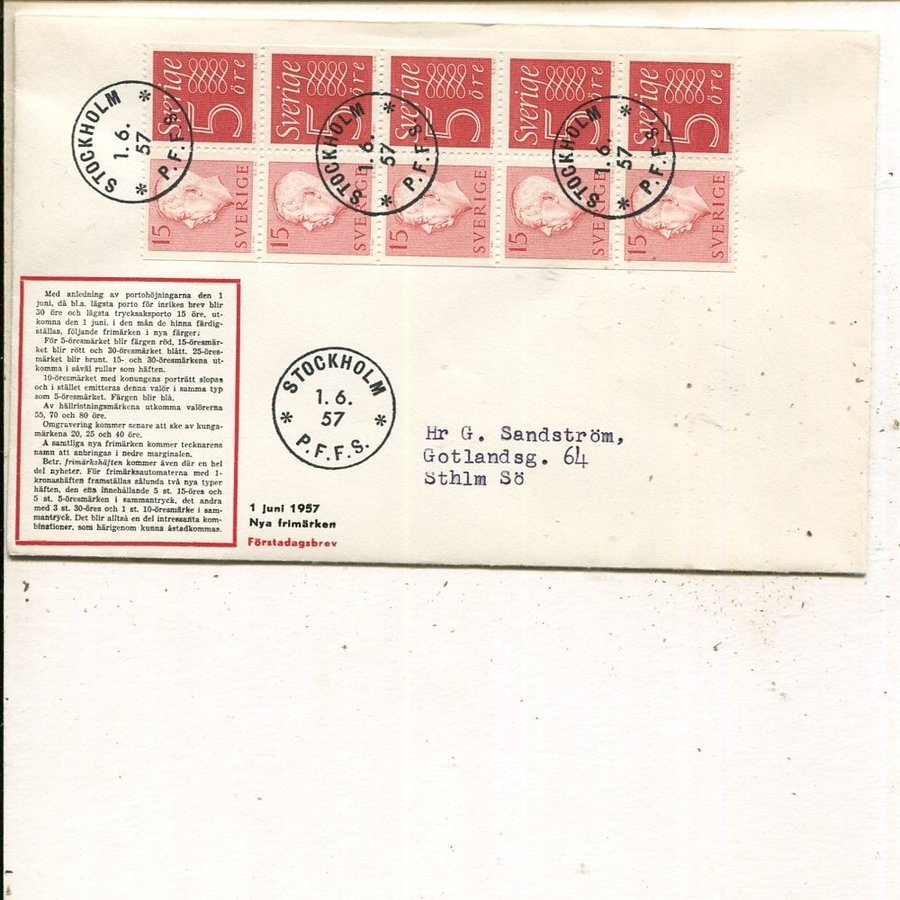 Sverige 5 öre
Sverige 5 öre
Sverige 5 öre
Sverige 5 öre
Sverige 5 öre
15 SVERIGE
15 SVERIGE
15 SVERIGE
15 SVERIGE
15 SVERIGE
STOCKHOLM
1.6.
57
* P.F.F.S. *
STOCKHOLM
1.6.
57
* P.F.F.S. *
STOCKHOLM
1.6.
57
* P.F.F.S. *
Med anledning av portohöjningarna den 1
juni, då bl.a. lägsta porto för inrikes brev blir
30 öre och lägsta trycksaksporto 15 öre, ut-
komna den 1 juni, i den mån de hinna färdig-
ställas, följande frimärken i nya färger:
För 5-öresmärket blir färgen röd, 15-öresmär-
ket blir rött och 30-öresmärket blått. 25-öres-
märket blir brunt. 15- och 30-öresmärkena ut-
komma i såväl rullar som häften.
10-öresmärket med konungens porträtt slopas
och i stället emitteras denna valör i samma typ
som 5-öresmärket. Färgen blir blå.
Av hällristningsmärken utkomma valörerna
55, 70 och 80 öre.
Omgravering kommer senare att ske av kunga-
märkena 20, 25 och 40 öre.
Å samtliga nya frimärken kommer tecknarens
namn att anbringas i nedre marginalen.
Betr. frimärkshäften kommer även där en hel
del nyheter. För frimärksautomaterna med 1-
kronashäften framställas sålunda två nya typer
häften, den ena innehållande 5 st. 15-öres och
5 st. 5-öresmärken i sammantryck, det andra
med 3 st. 30-öres och 1 st. 10-öresmärke i sam-
mantryck. Det blir alltså en del intressanta kom-
binationer, som härigenom kunna åstadkommas.
STOCKHOLM
1.6.
57
* P.F.F.S. *
1 juni 1957
Nya frimärken
Förstadagsbrev
Hr G. Sandström,
Gotlandsg. 64
Sthlm Sö